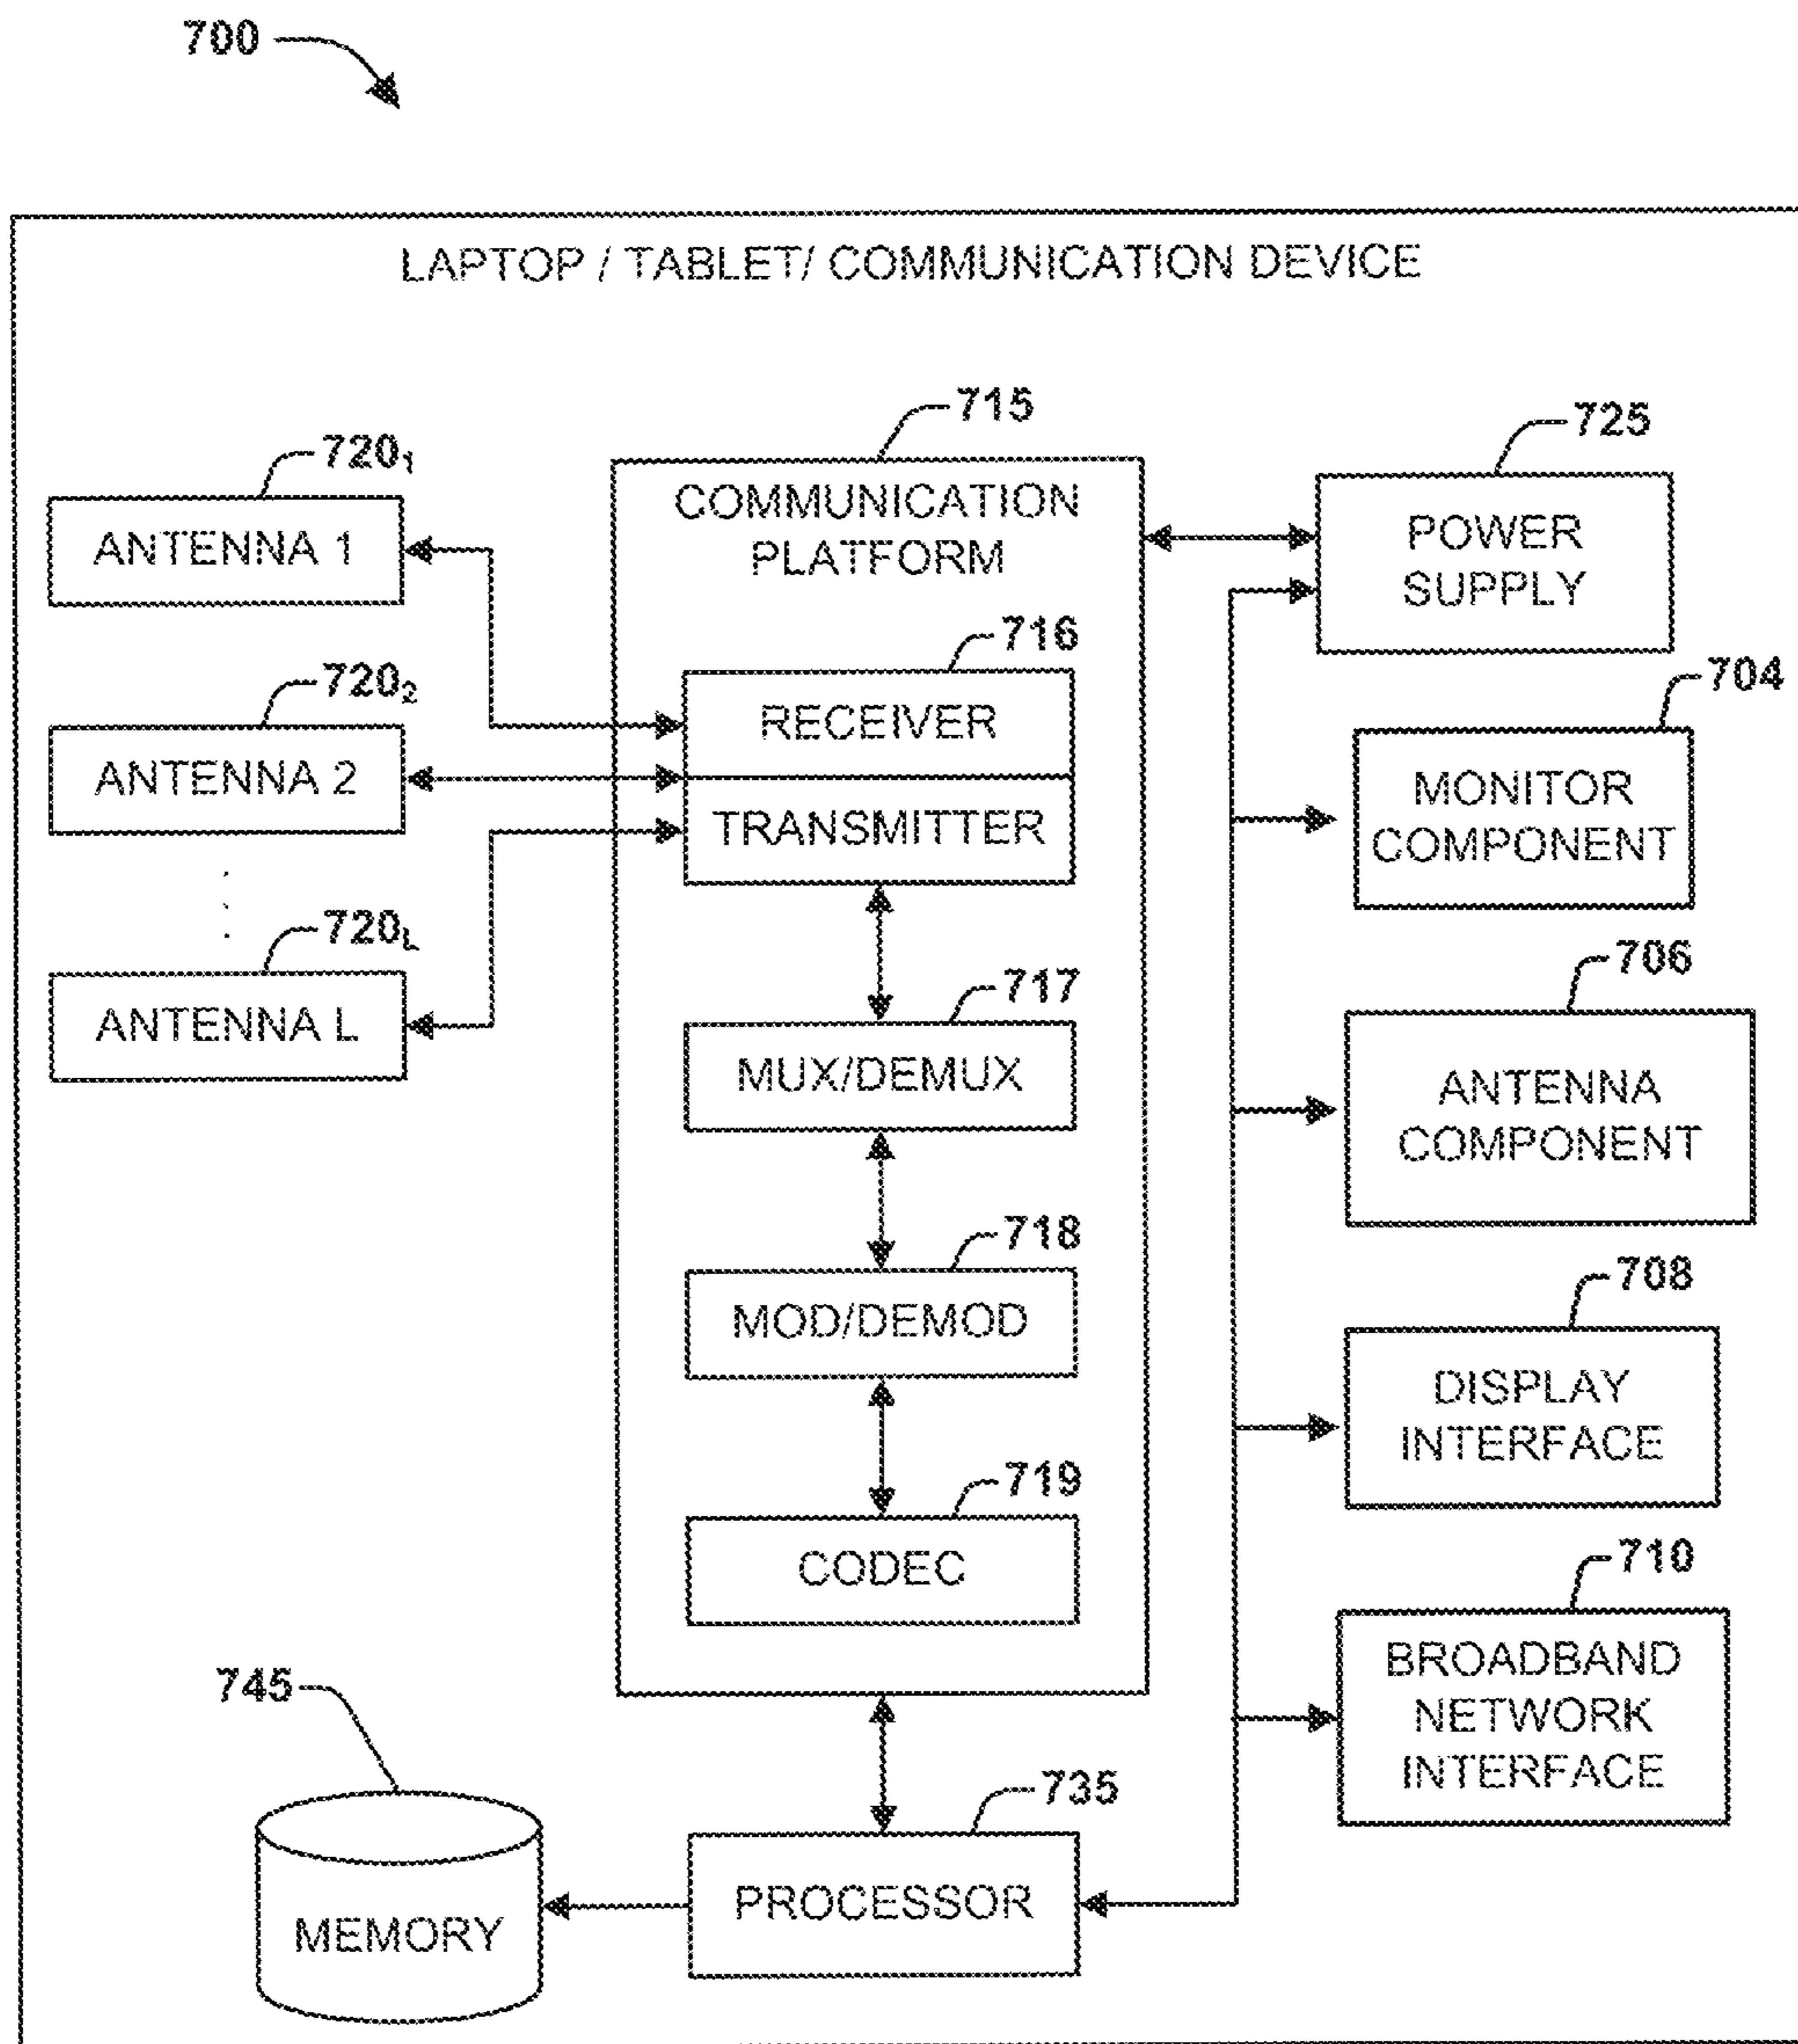 700
LAPTOP / TABLET/ COMMUNICATION DEVICE
715
725
720₁
COMMUNICATION
PLATFORM
POWER
SUPPLY
ANTENNA 1
716
704
720₂
RECEIVER
MONITOR
COMPONENT
ANTENNA 2
TRANSMITTER
720L
706
ANTENNA L
717
MUX/DEMUX
ANTENNA
COMPONENT
718
708
MOD/DEMOD
DISPLAY
INTERFACE
719
710
CODEC
BROADBAND
NETWORK
INTERFACE
745
735
PROCESSOR
MEMORY